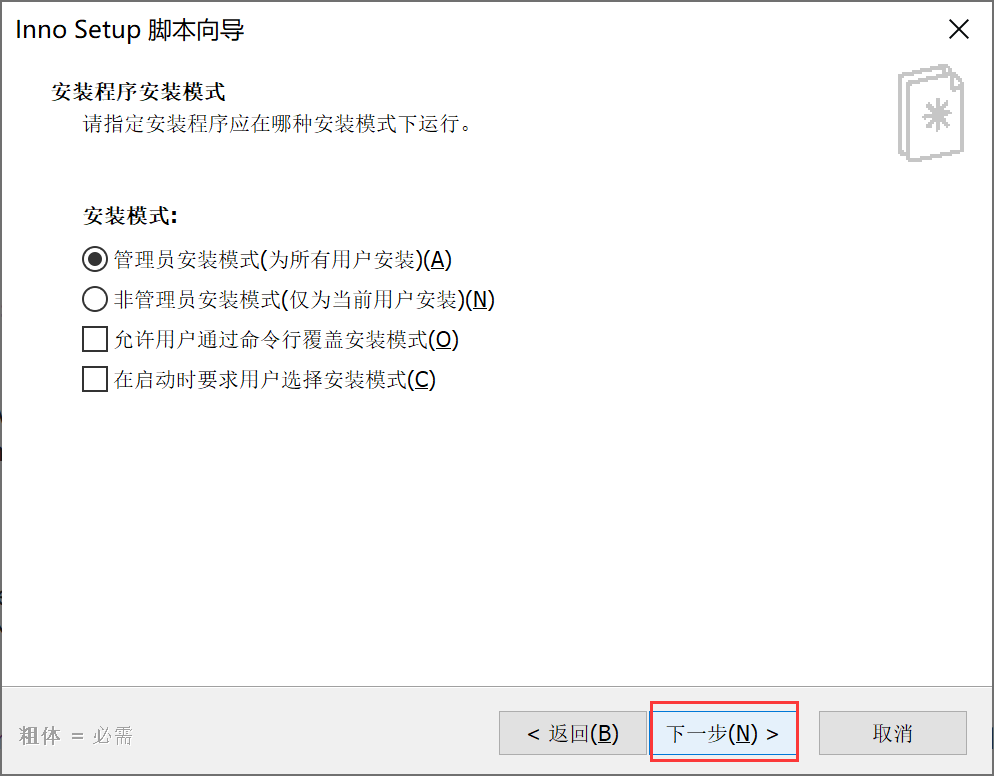 Inno Setup 脚本向导
安装程序安装模式
请指定安装程序应在哪种安装模式下运行。
安装模式:
管理员安装模式(为所有用户安装)(A)
非管理员安装模式(仅为当前用户安装)(N)
允许用户通过命令行覆盖安装模式(O)
在启动时要求用户选择安装模式(C)
粗体 = 必需
< 返回(B)
下一步(N) >
取消